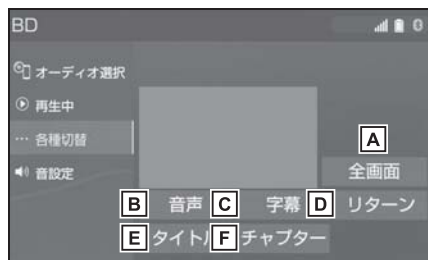 BD
オーディオ選択
再生中
... 各種切替
音設定
A
全画面
B 音声 C 字幕 D リターン
E タイトル F チャプター